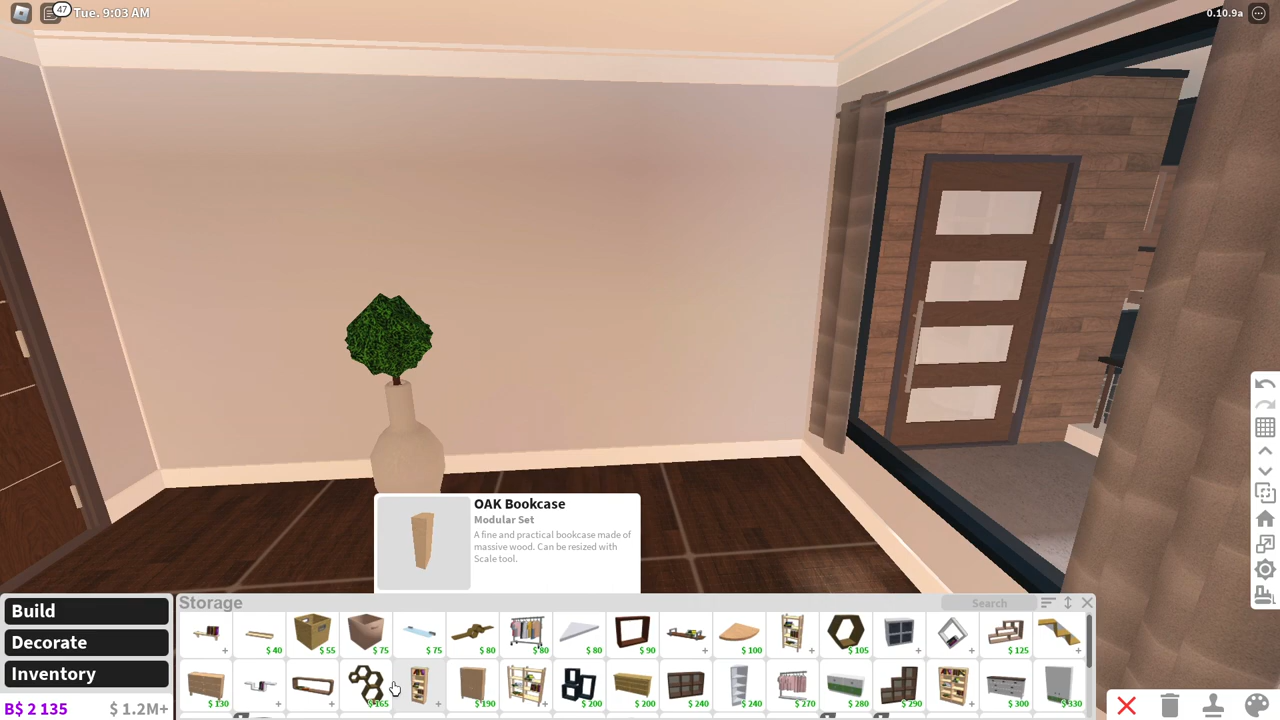 47
Tue. 9:03 AM
0.10.9a
OAK Bookcase
Modular Set
A fine and practical bookcase made of
massive wood. Can be resized with
Scale tool.
Build
Decorate
Inventory
B$ 2 135
$ 1.2M+
Storage
Search
+ $ 40 $ 55 $ 75 $ 75 $ 80 $ 80 $ 80 $ 90 + $ 100 + $ 105 + + $ 125 +
$ 130 + + $ 165 + $ 190 + $ 200 $ 200 $ 240 $ 240 $ 270 $ 280 $ 290 + $ 300 $ 330